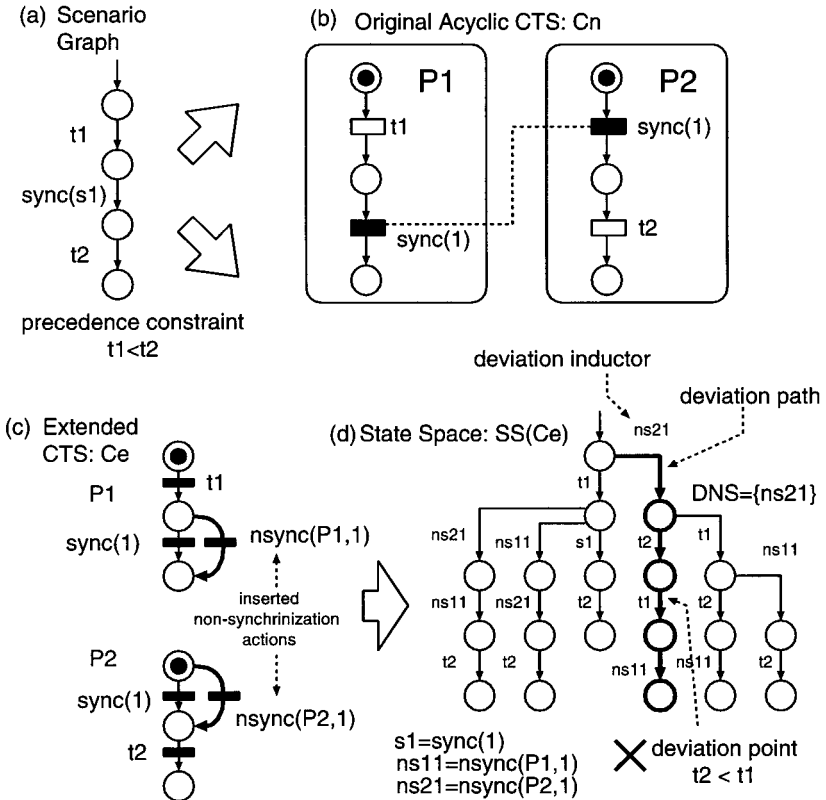 (a) Scenario
Graph
t1
sync(s1)
t2
precedence constraint
t1<t2
(b) Original Acyclic CTS: Cn
P1
t1
sync(1)
P2
sync(1)
t2
(c) Extended
CTS: Ce
P1
t1
sync(1)
nsync(P1,1)
inserted
non-synchrinization
actions
P2
sync(1)
nsync(P2,1)
t2
deviation inductor
deviation path
(d) State Space: SS(Ce)
ns21
t1
DNS={ns21}
ns21
ns11
s1
t2
t1
ns11
ns11
ns21
t2
t1
t2
t2
t2
ns11
ns11
t2
s1=sync(1)
ns11=nsync(P1,1)
ns21=nsync(P2,1)
deviation point
t2 < t1